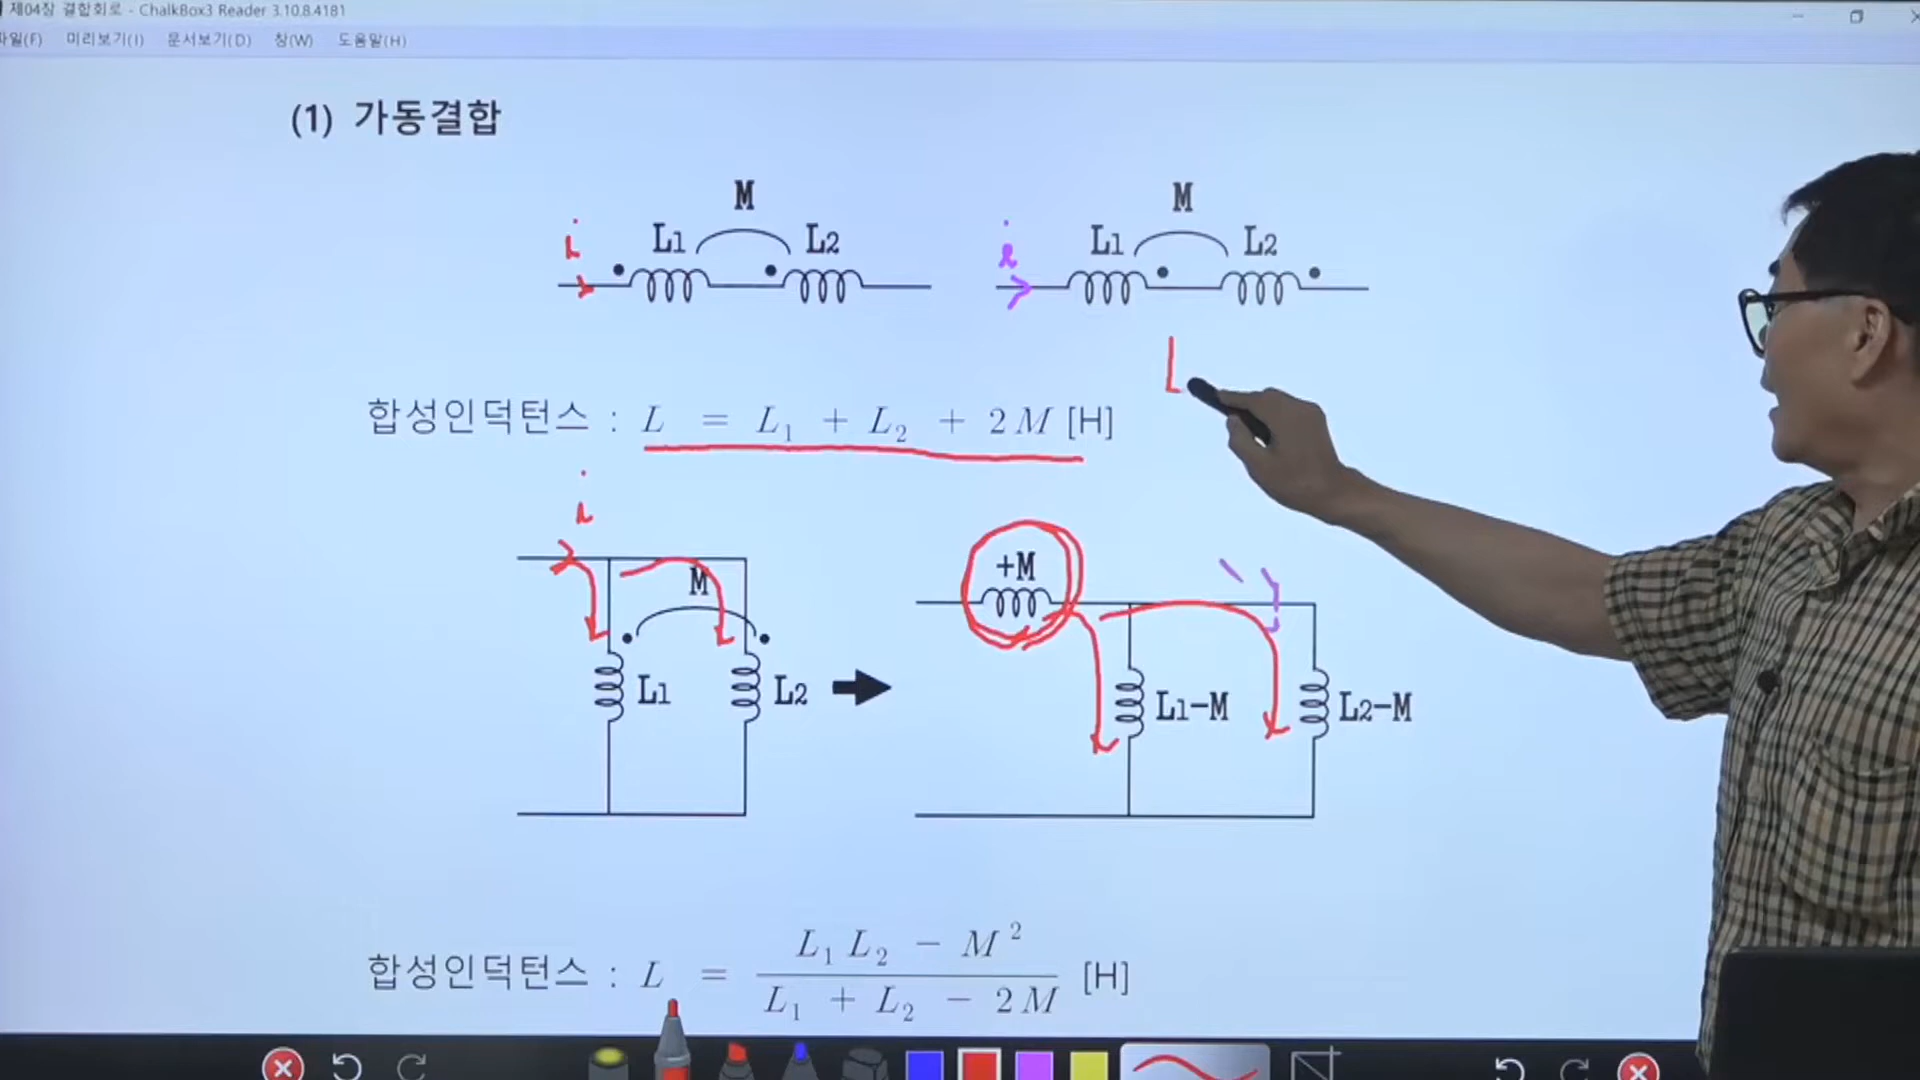 제04장 결합회로 - ChalkBox3 Reader 3.10.8.4181
파일(F) 미리보기(I) 문서보기(D) 창(W) 도움말(H)
(1) 가동결합
M
L1 L2
i
M
L1 L2
i
L
합성인덕턴스 : L = L₁ + L₂ + 2M [H]
i
M
L1 L2
+M
L1-M L2-M
합성인덕턴스 : L = (L₁ L₂ - M²) / (L₁ + L₂ - 2M) [H]